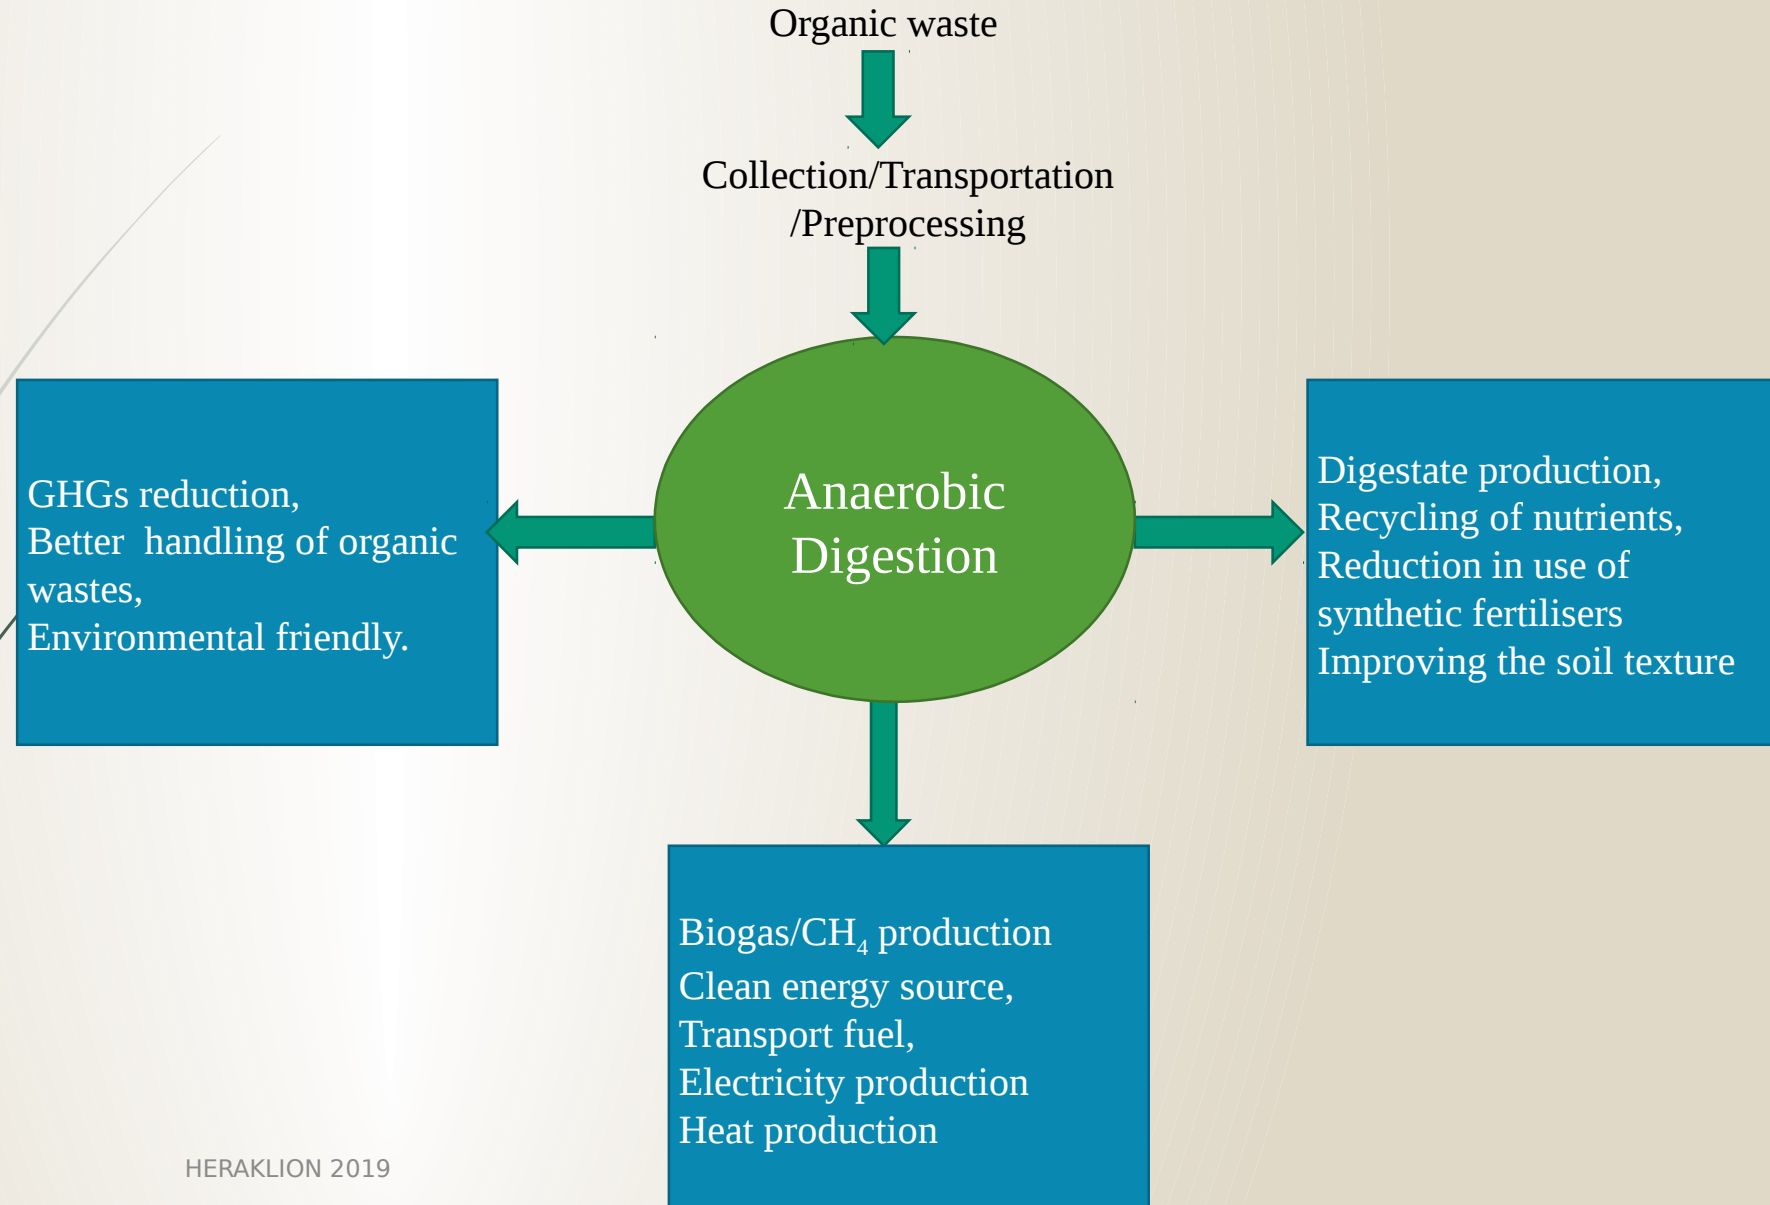 Organic waste
Collection/Transportation
/Preprocessing
Anaerobic
Digestion
GHGs reduction,
Better  handling of organic
wastes,
Environmental friendly.
Digestate production,
Recycling of nutrients,
Reduction in use of
synthetic fertilisers
Improving the soil texture
Biogas/CH₄ production
Clean energy source,
Transport fuel,
Electricity production
Heat production
HERAKLION 2019